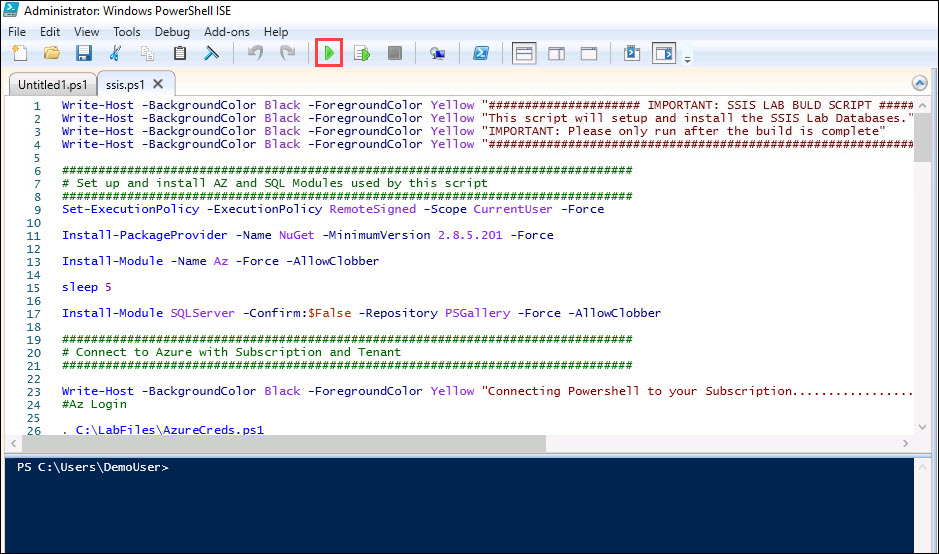 Administrator: Windows PowerShell ISE
File Edit View Tools Debug Add-ons Help
Untitled1.ps1 ssis.ps1
1 Write-Host -BackgroundColor Black -ForegroundColor Yellow "##################### IMPORTANT: SSIS LAB BULD SCRIPT #####
2 Write-Host -BackgroundColor Black -ForegroundColor Yellow "This script will setup and install the SSIS Lab Databases."
3 Write-Host -BackgroundColor Black -ForegroundColor Yellow "IMPORTANT: Please only run after the build is complete"
4 Write-Host -BackgroundColor Black -ForegroundColor Yellow "###########################################################
5
6 ################################################################################
7 # Set up and install AZ and SQL Modules used by this script
8 ################################################################################
9 Set-ExecutionPolicy -ExecutionPolicy RemoteSigned -Scope CurrentUser -Force
10
11 Install-PackageProvider -Name NuGet -MinimumVersion 2.8.5.201 -Force
12
13 Install-Module -Name Az -Force -AllowClobber
14
15 sleep 5
16
17 Install-Module SQLServer -Confirm:$False -Repository PSGallery -Force -AllowClobber
18
19 ################################################################################
20 # Connect to Azure with Subscription and Tenant
21 ################################################################################
22
23 Write-Host -BackgroundColor Black -ForegroundColor Yellow "Connecting Powershell to your Subscription.................
24 #Az Login
25
26 . C:\LabFiles\AzureCreds.ps1
PS C:\Users\DemoUser>